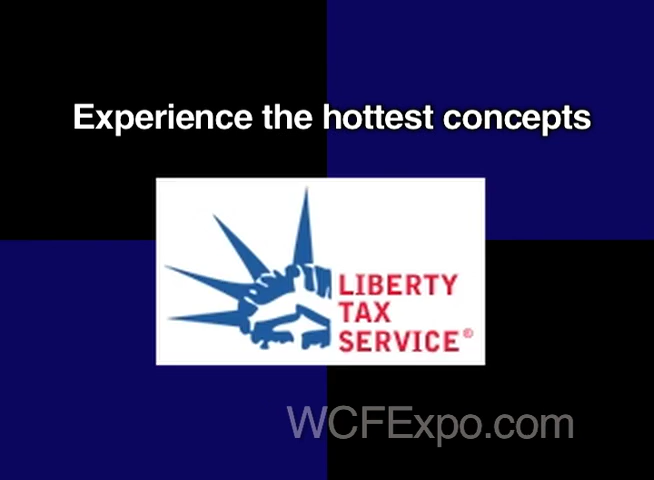 Experience the hottest concepts
LIBERTY
TAX
SERVICE®
WCFExpo.com